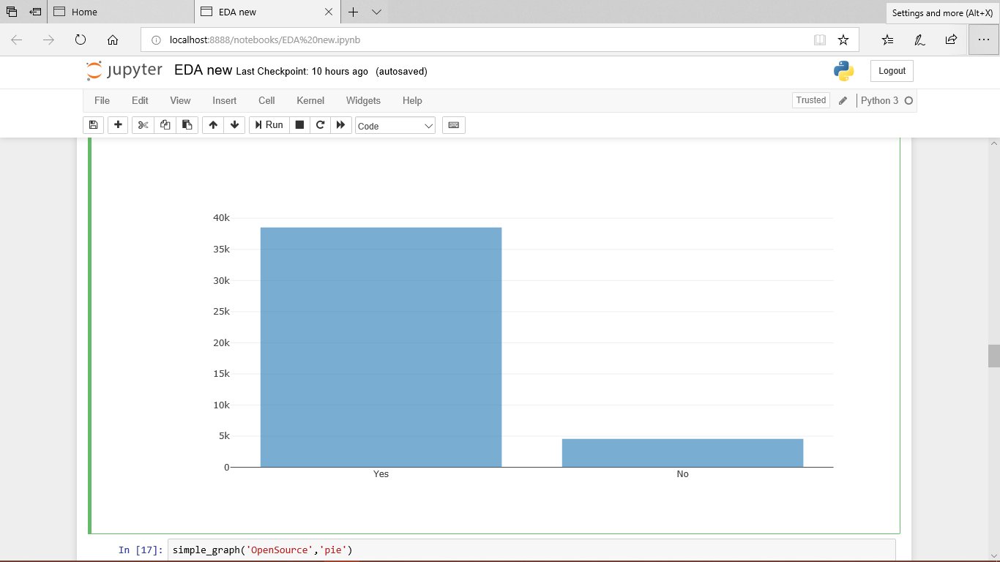 Home
EDA new
Settings and more (Alt+X)
localhost:8888/notebooks/EDA%20new.ipynb
jupyter EDA new Last Checkpoint: 10 hours ago (autosaved)
Logout
File Edit View Insert Cell Kernel Widgets Help
Trusted
Python 3
Run
Code
40k
35k
30k
25k
20k
15k
10k
5k
0
Yes
No
In [17]: simple_graph('OpenSource','pie')